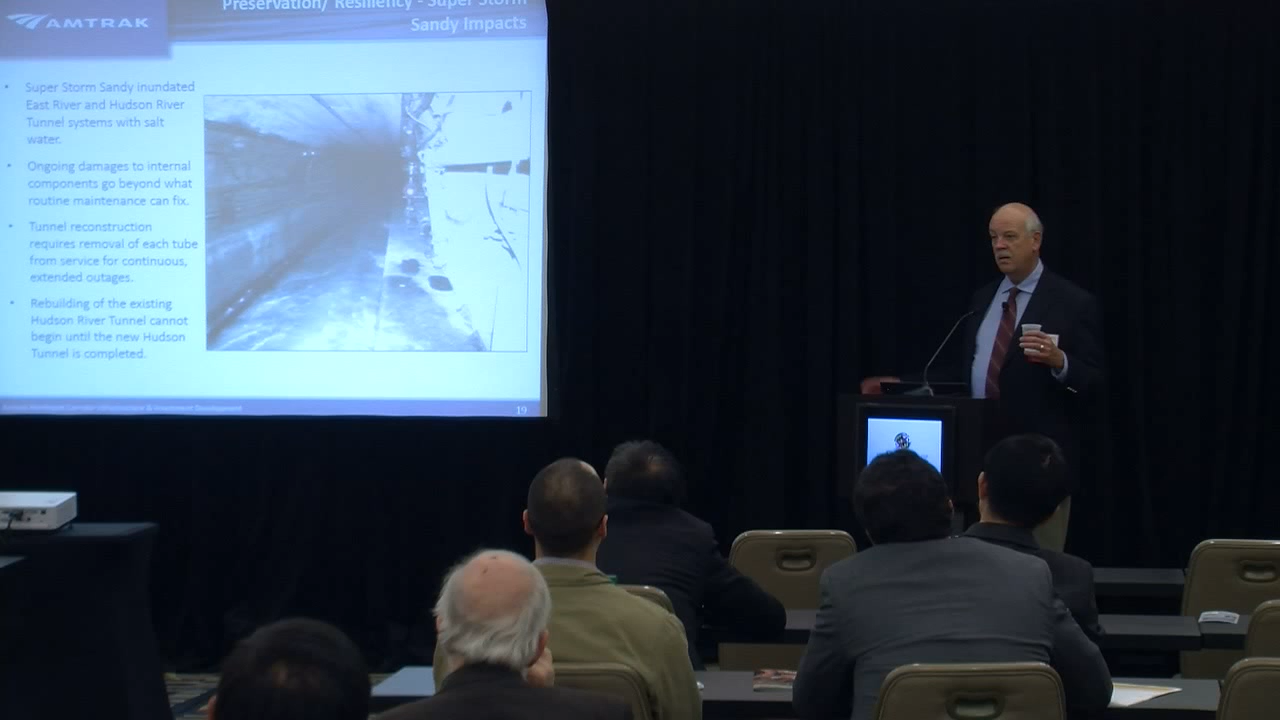 AMTRAK
Preservation/ Resiliency - Super Storm
Sandy Impacts
• Super Storm Sandy inundated
East River and Hudson River
Tunnel systems with salt
water.
• Ongoing damages to internal
components go beyond what
routine maintenance can fix.
• Tunnel reconstruction
requires removal of each tube
from service for continuous,
extended outages.
• Rebuilding of the existing
Hudson River Tunnel cannot
begin until the new Hudson
Tunnel is completed.
Infrastructure & Investment Development
19